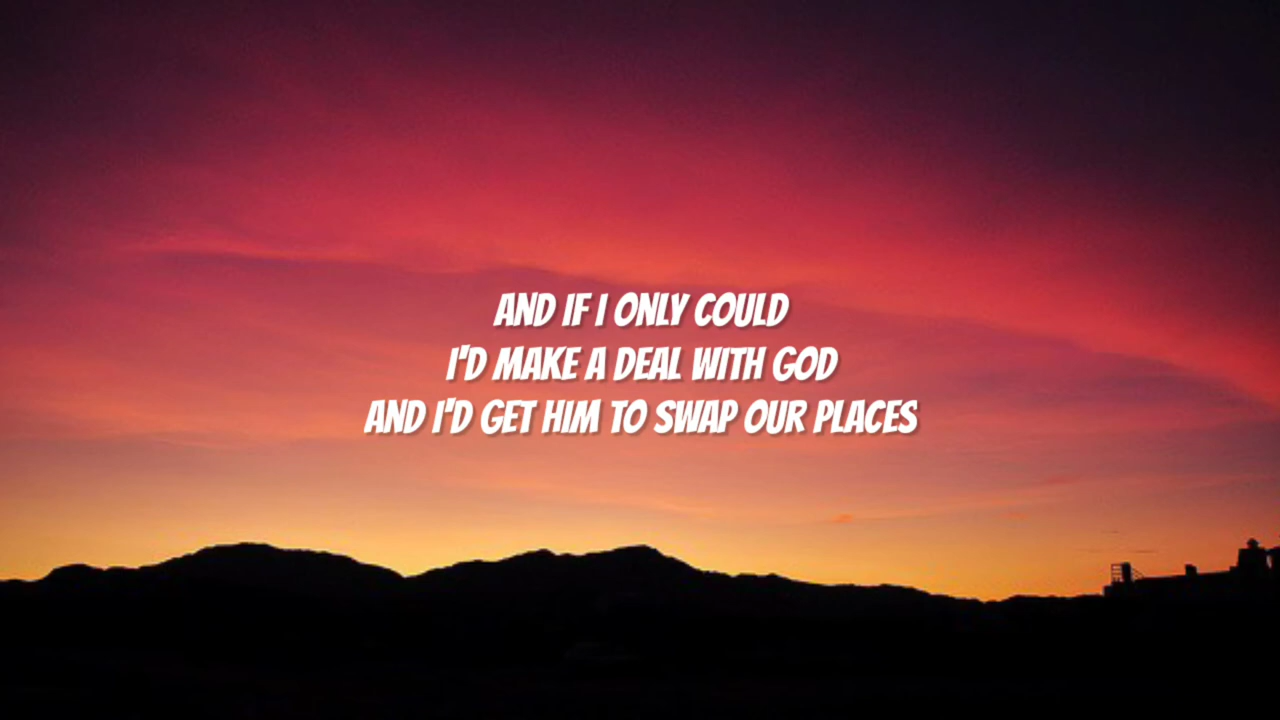 AND IF I ONLY COULD
I'D MAKE A DEAL WITH GOD
AND I'D GET HIM TO SWAP OUR PLACES